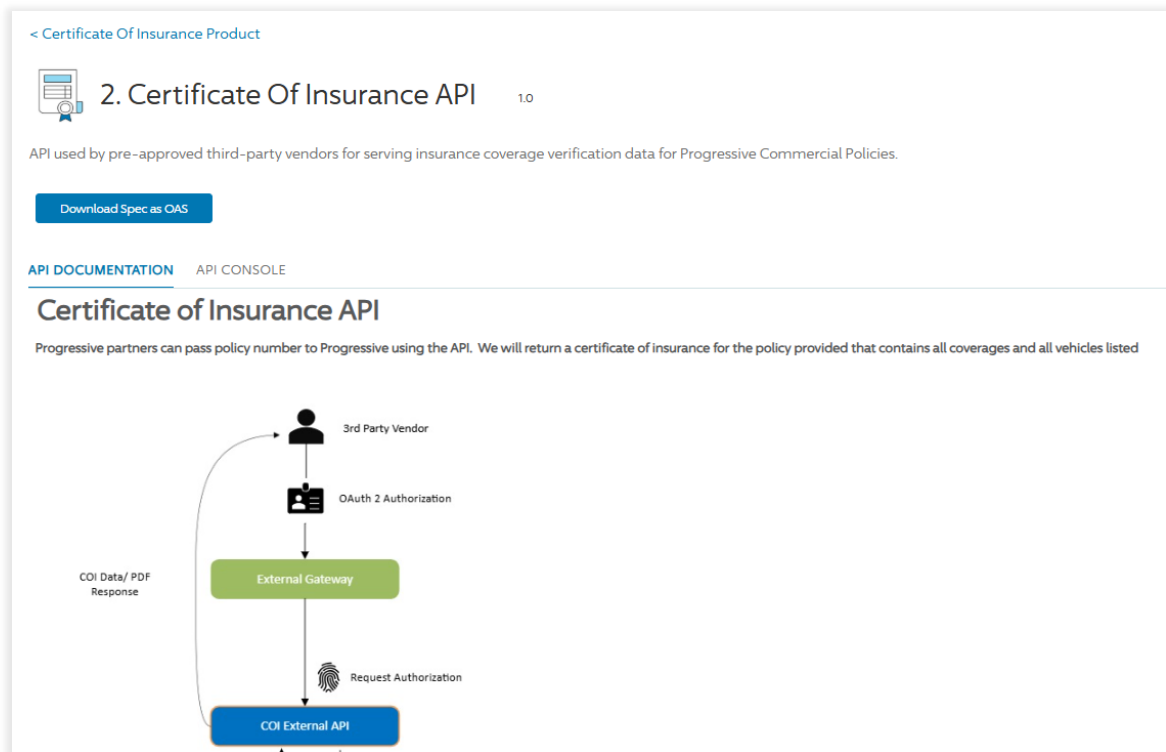 < Certificate Of Insurance Product
2. Certificate Of Insurance API 1.0
API used by pre-approved third-party vendors for serving insurance coverage verification data for Progressive Commercial Policies.
Download Spec as OAS
API DOCUMENTATION API CONSOLE
Certificate of Insurance API
Progressive partners can pass policy number to Progressive using the API. We will return a certificate of insurance for the policy provided that contains all coverages and all vehicles listed
3rd Party Vendor
OAuth 2 Authorization
COI Data/ PDF
Response
External Gateway
Request Authorization
COI External API